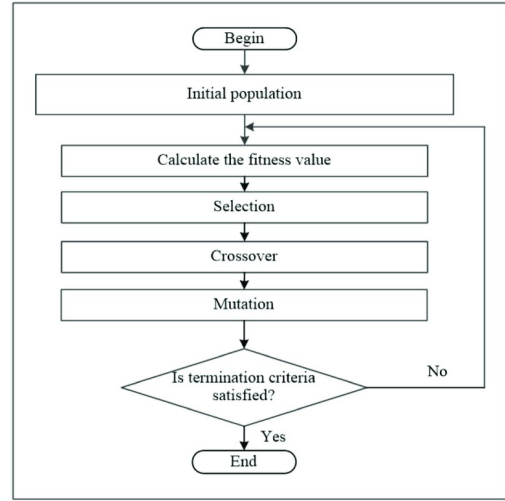 Begin
Initial population
Calculate the fitness value
Selection
Crossover
Mutation
Is termination criteria
satisfied?
No
Yes
End